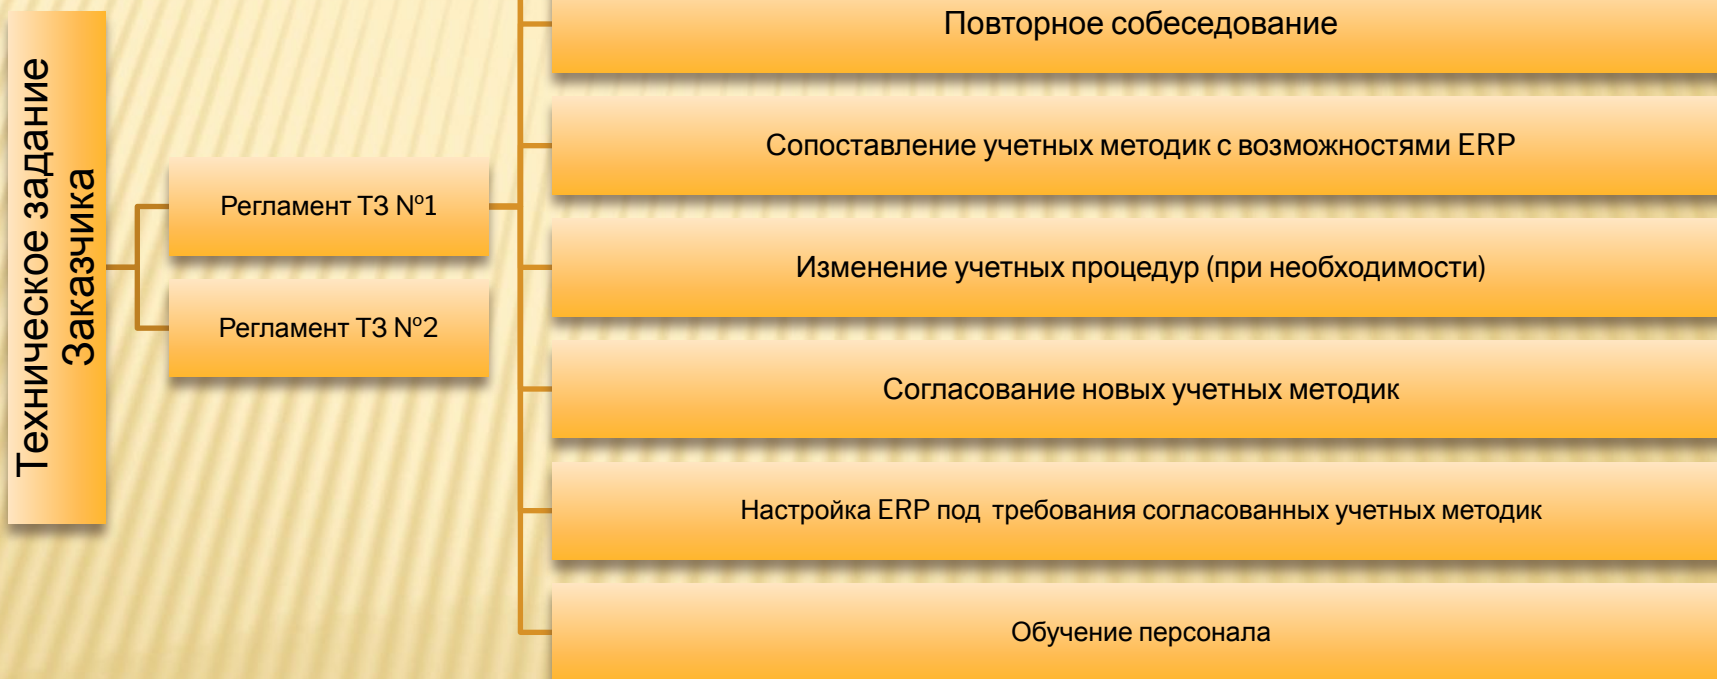 Техническое задание
Заказчика
Регламент ТЗ №1
Регламент ТЗ №2
Повторное собеседование
Сопоставление учетных методик с возможностями ERP
Изменение учетных процедур (при необходимости)
Согласование новых учетных методик
Настройка ERP под  требования согласованных учетных методик
Обучение персонала